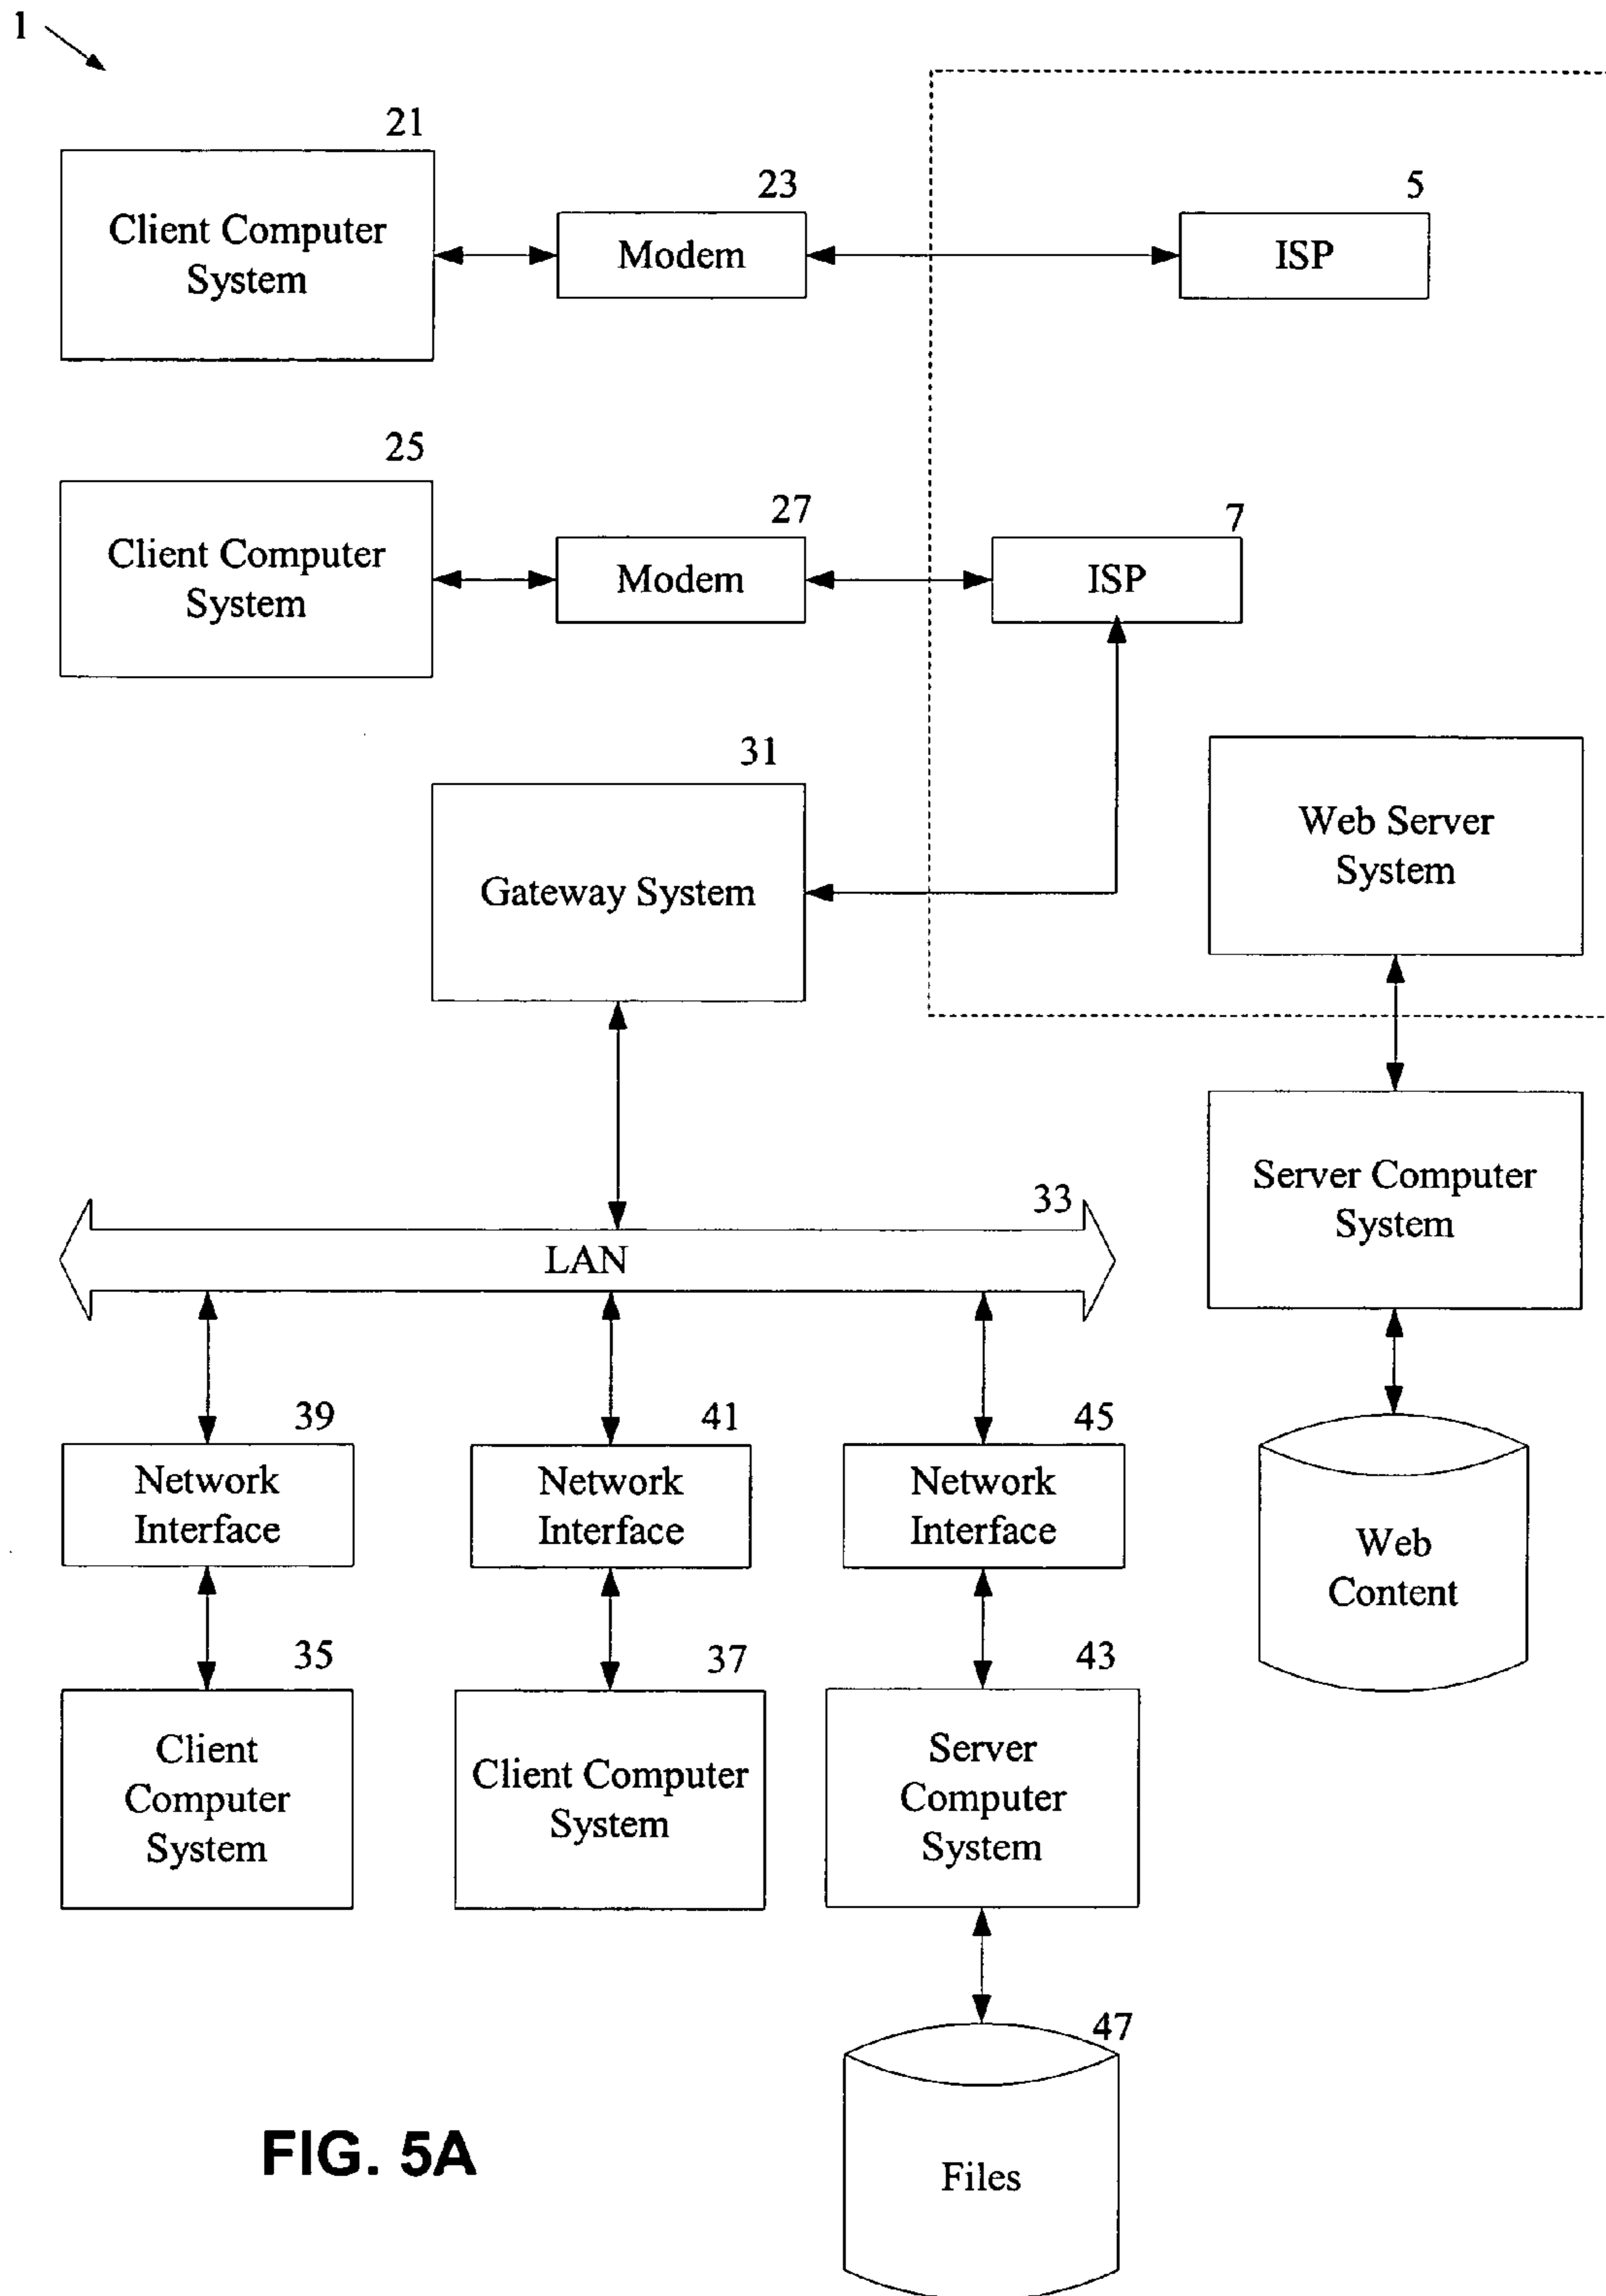 1
21
Client Computer
System
23
Modem
5
ISP
25
Client Computer
System
27
Modem
7
ISP
31
Gateway System
Web Server
System
33
LAN
Server Computer
System
39
Network
Interface
41
Network
Interface
45
Network
Interface
Web
Content
35
Client
Computer
System
37
Client Computer
System
43
Server
Computer
System
47
Files
FIG. 5A